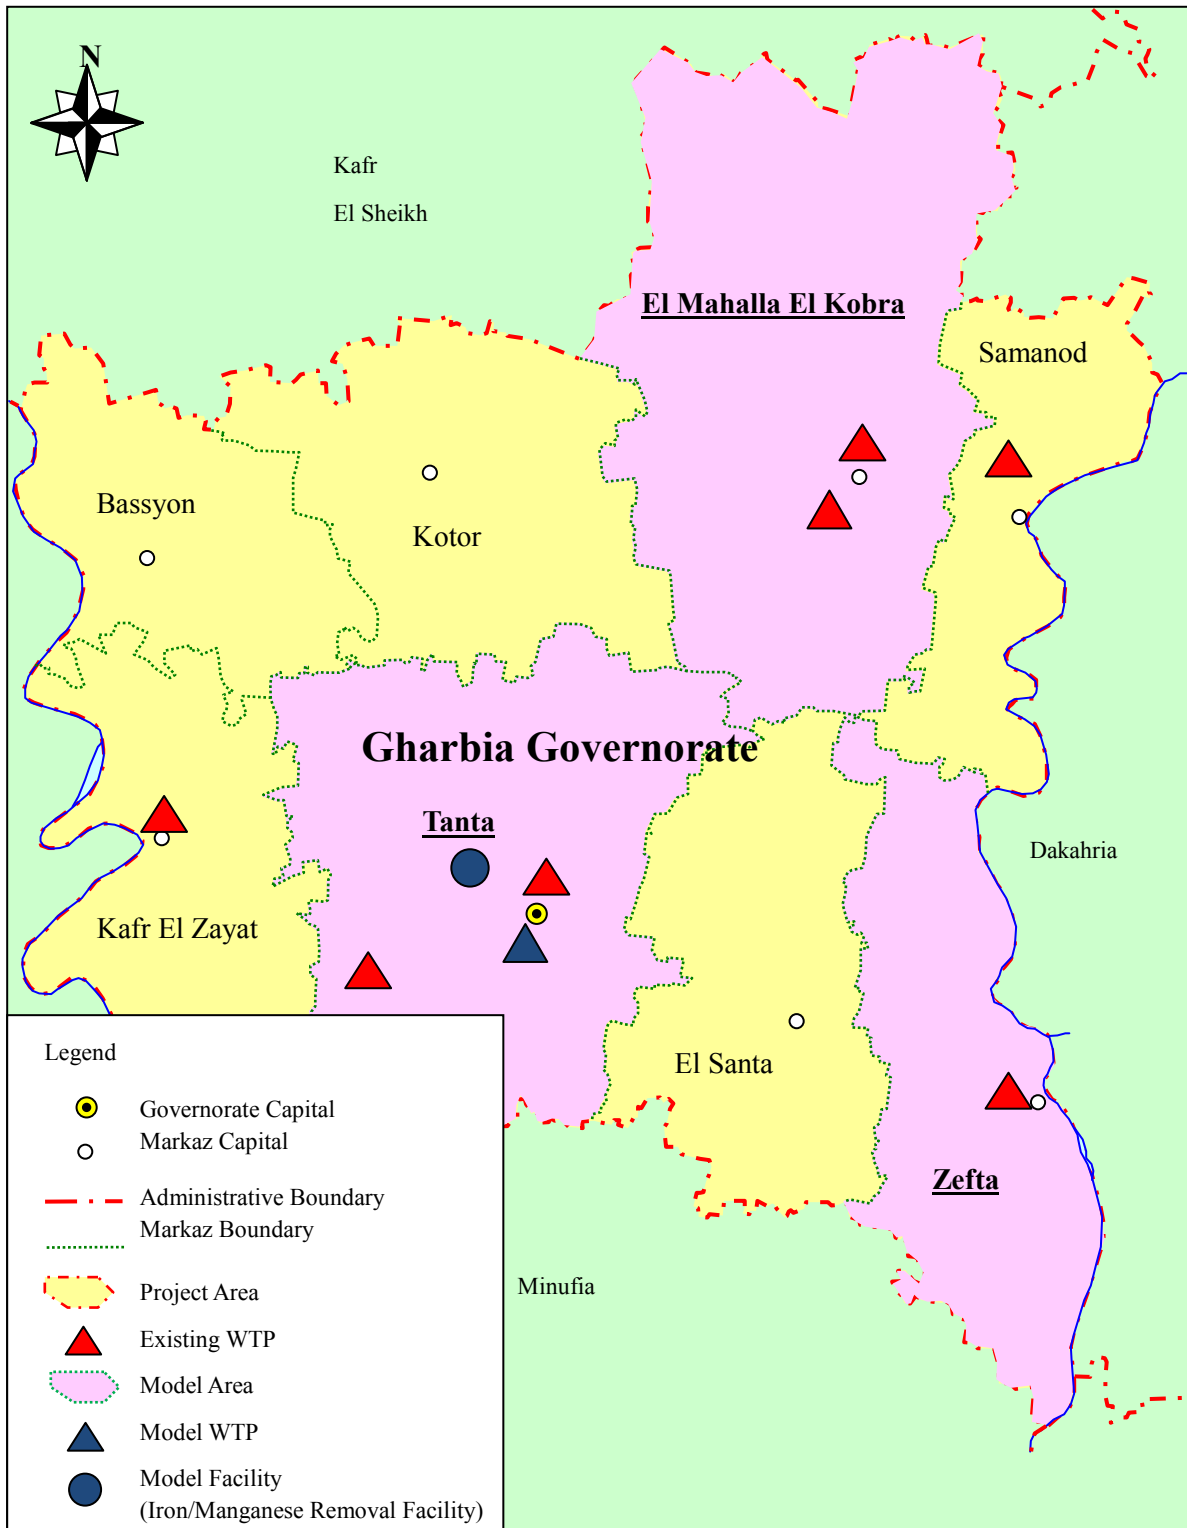 N
Kafr
El Sheikh
El Mahalla El Kobra
Samanod
Bassyon
Kotor
Gharbia Governorate
Tanta
Dakahria
Kafr El Zayat
El Santa
Zefta
Minufia
Legend
Governorate Capital
Markaz Capital
Administrative Boundary
Markaz Boundary
Project Area
Existing WTP
Model Area
Model WTP
Model Facility
(Iron/Manganese Removal Facility)